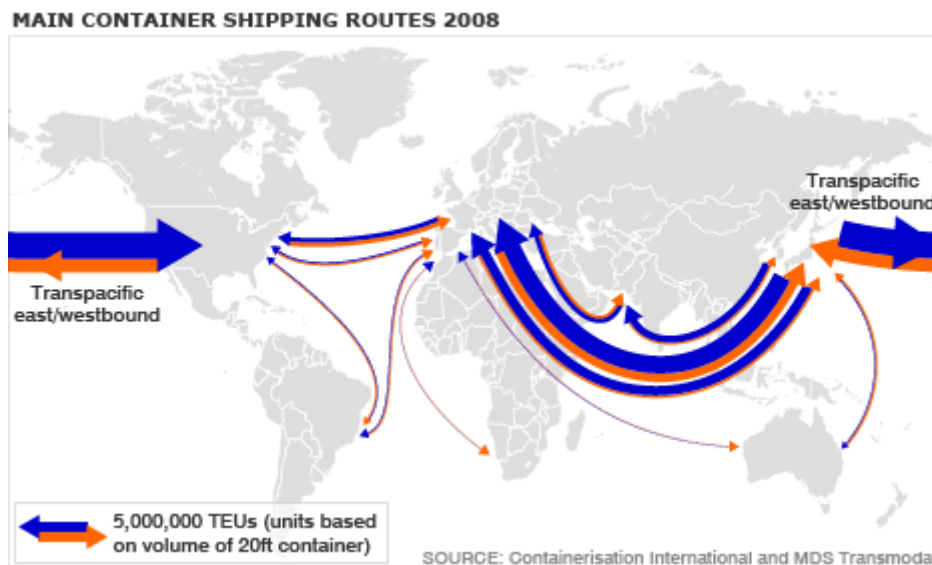 MAIN CONTAINER SHIPPING ROUTES 2008
Transpacific
east/westbound
Transpacific
east/westbound
5,000,000 TEUs (units based
on volume of 20ft container)
SOURCE: Containerisation International and MDS Transmoda